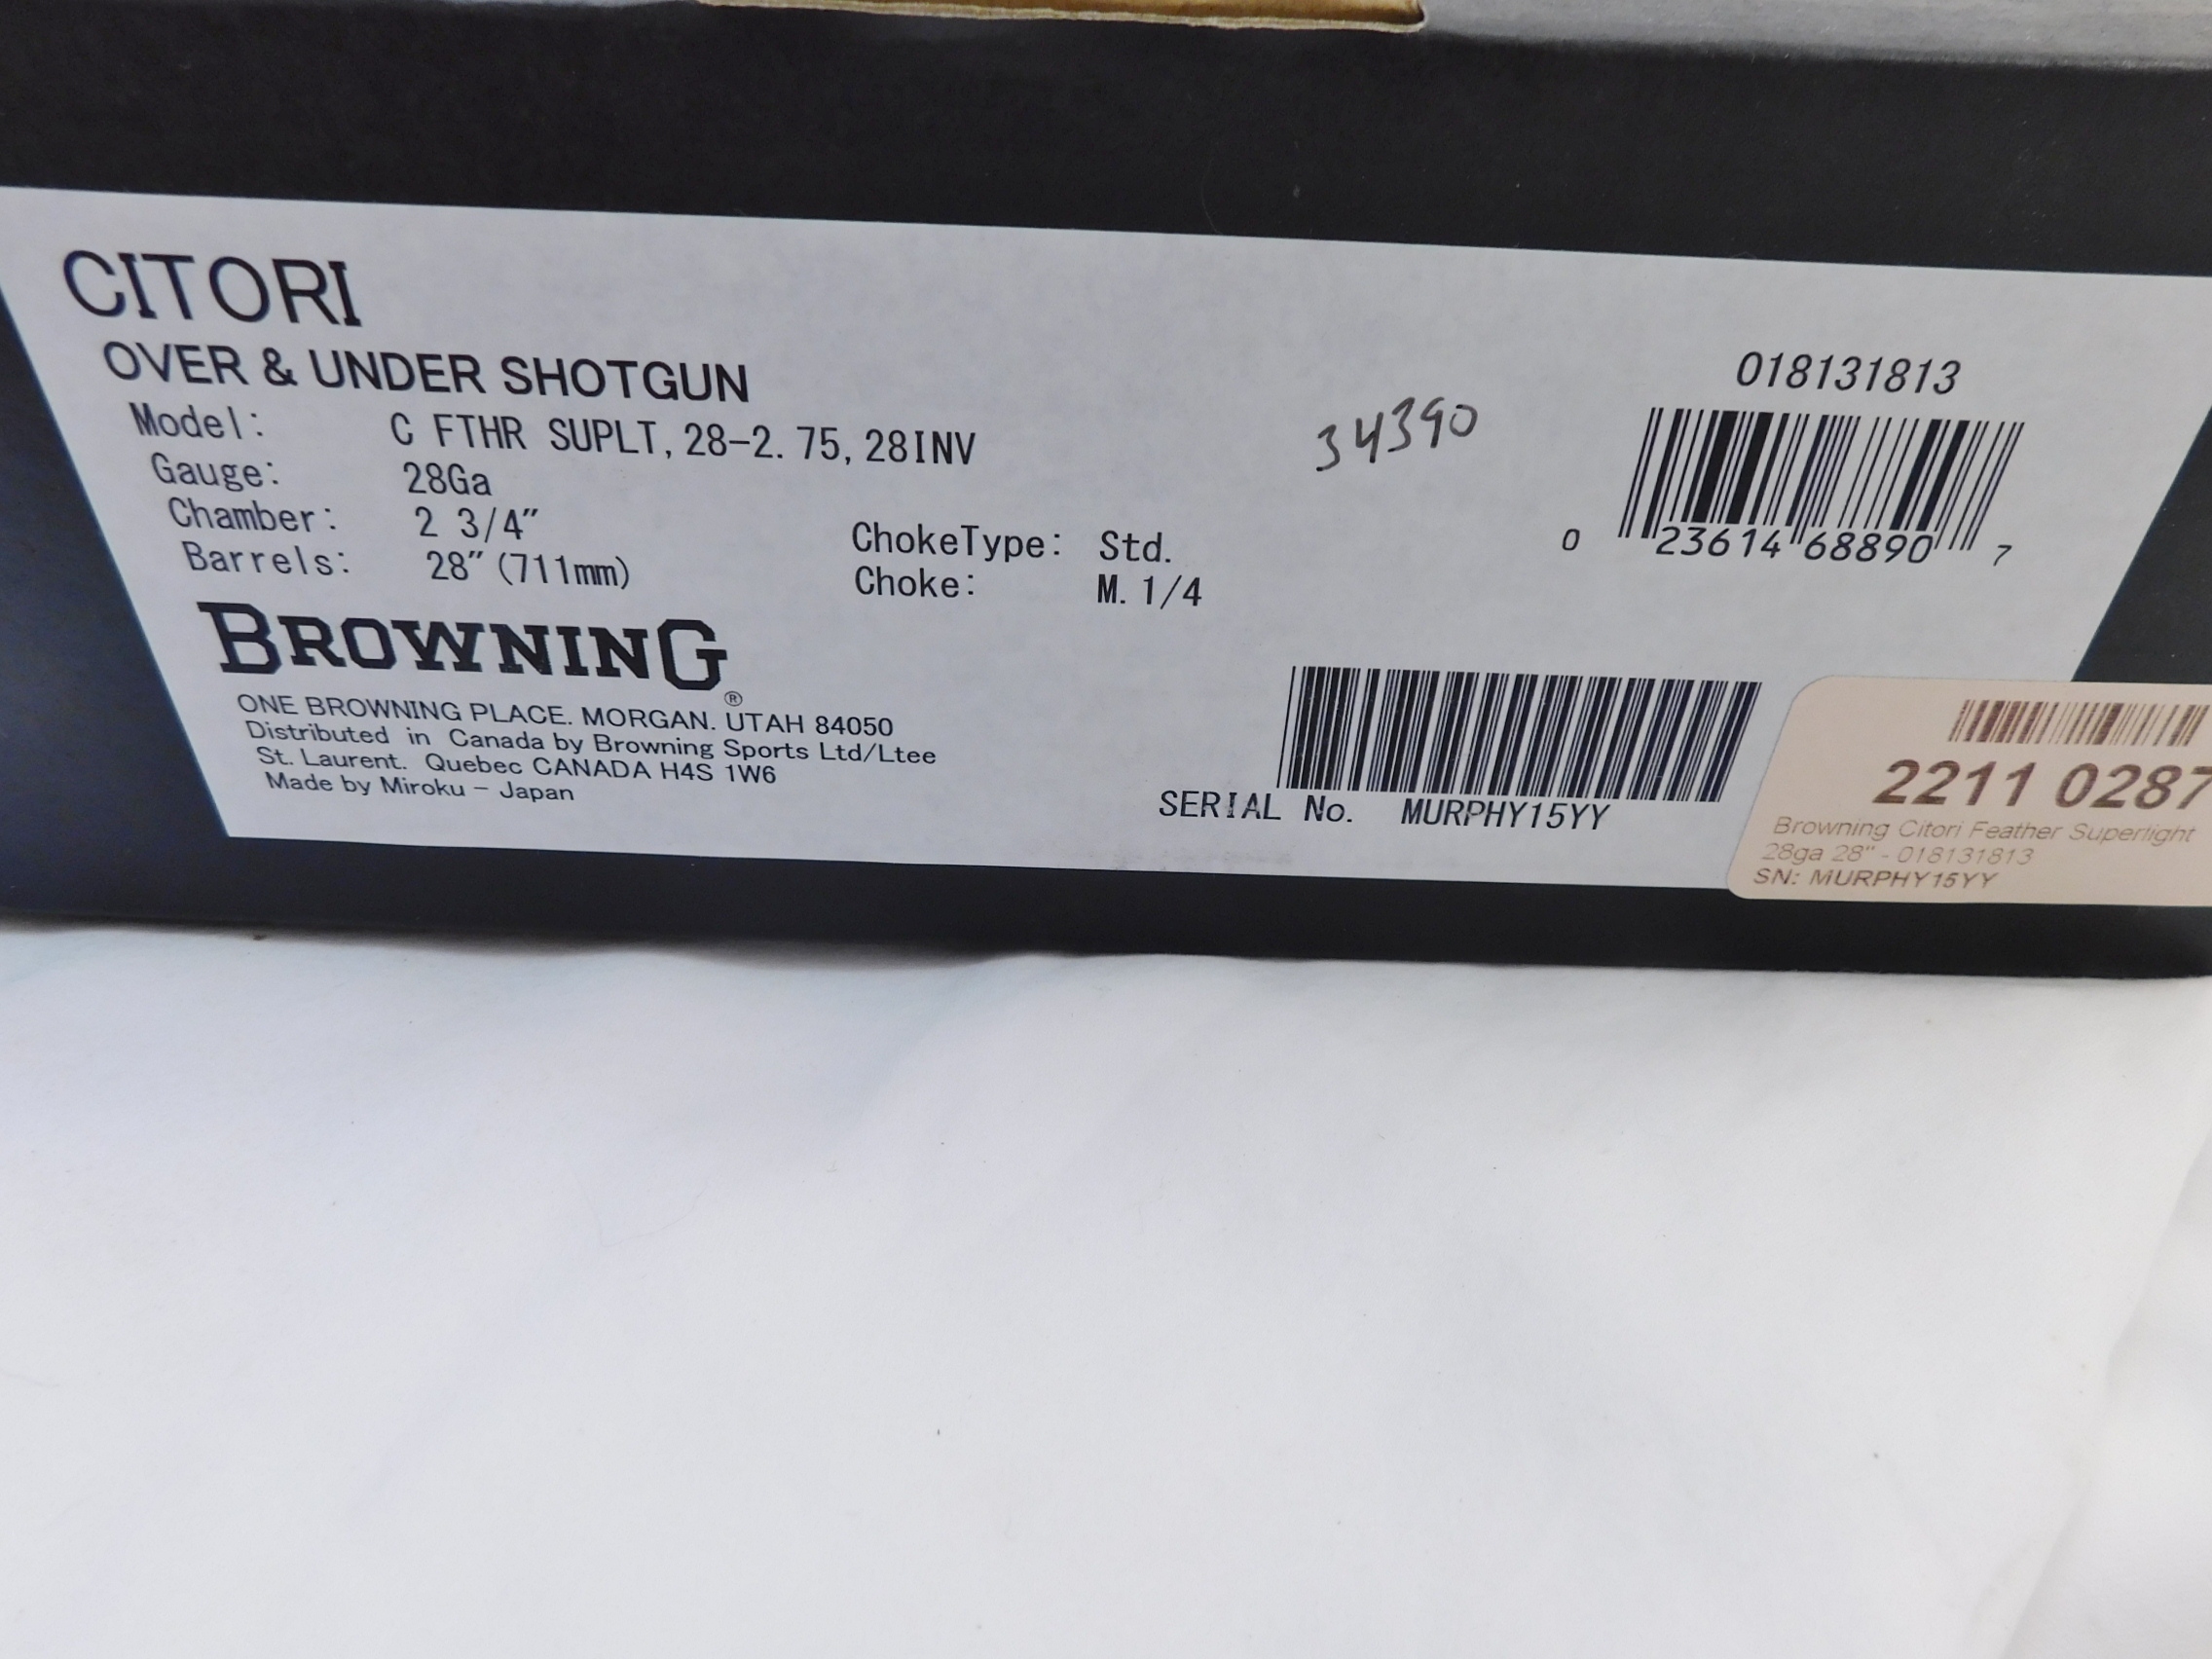 CITORI
OVER & UNDER SHOTGUN
Model: C FTHR SUPLT, 28-2.75, 28INV
Gauge: 28Ga
Chamber: 2 3/4"
Barrels: 28" (711mm)
ChokeType: Std.
Choke: M. 1/4
34390
018131813
0 23614 68890 7
BROWNING®
ONE BROWNING PLACE. MORGAN. UTAH 84050
Distributed in Canada by Browning Sports Ltd/Ltee
St. Laurent. Quebec CANADA H4S 1W6
Made by Miroku - Japan
SERIAL No. MURPHY15YY
2211 0287
Browning Citori Feather Superlight
28ga 28" - 018131813
SN: MURPHY15YY